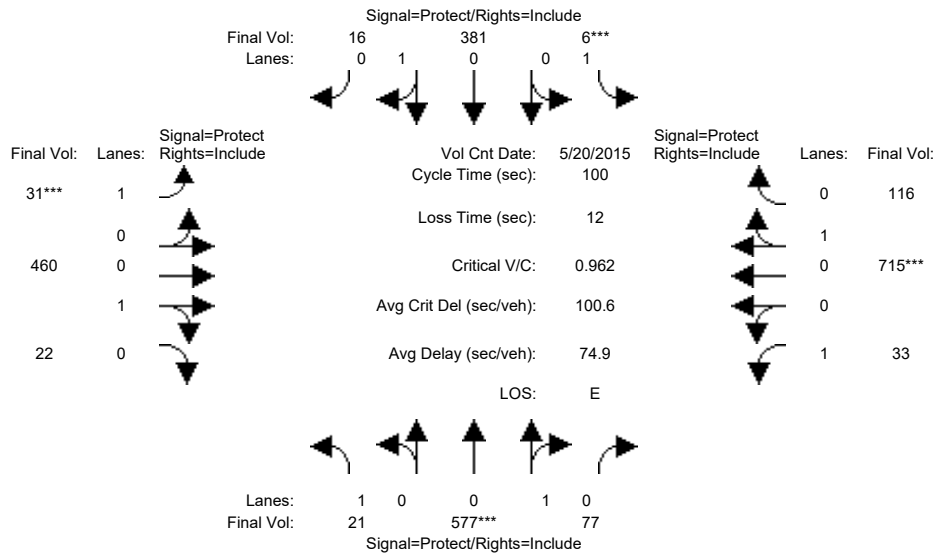 Signal=Protect/Rights=Include
Final Vol: 16 381 6***
Lanes: 0 1 0 0 1
Signal=Protect
Final Vol: Lanes: Rights=Include
Vol Cnt Date: 5/20/2015
Signal=Protect
Rights=Include Lanes: Final Vol:
Cycle Time (sec): 100
31*** 1
0 116
Loss Time (sec): 12
0
1
460 0
Critical V/C: 0.962
0 715***
1
Avg Crit Del (sec/veh): 100.6
0
22 0
Avg Delay (sec/veh): 74.9
1 33
LOS: E
Lanes: 1 0 0 1 0
Final Vol: 21 577*** 77
Signal=Protect/Rights=Include